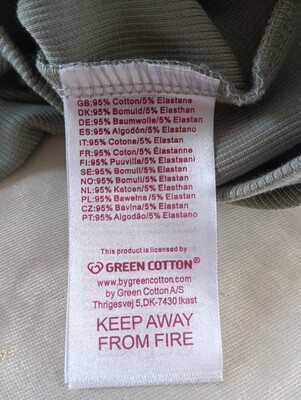 GB:95% Cotton/5% Elastane
DK:95% Bomuld/5% Elasthan
DE:95% Baumwolle/5% Elastan
ES:95% Algodón/5% Elastano
IT:95% Cotone/5% Elastan
FR:95% Coton/5% Élastanne
FI:95% Puuvilla/5% Elastaani
SE:95% Bomull/5% Elastan
NO:95% Bomull/5% Elastan
NL:95% Katoen/5% Elasthan
PL:95% Bawełna/5% Elastan
CZ:95% Bavlna/5% Elastan
PT:95% Algodão/5% Elastano
This product is licensed by
GREEN COTTON®
www.bygreencotton.com
by Green Cotton A/S
Thrigesvej 5,DK-7430 Ikast
KEEP AWAY
FROM FIRE